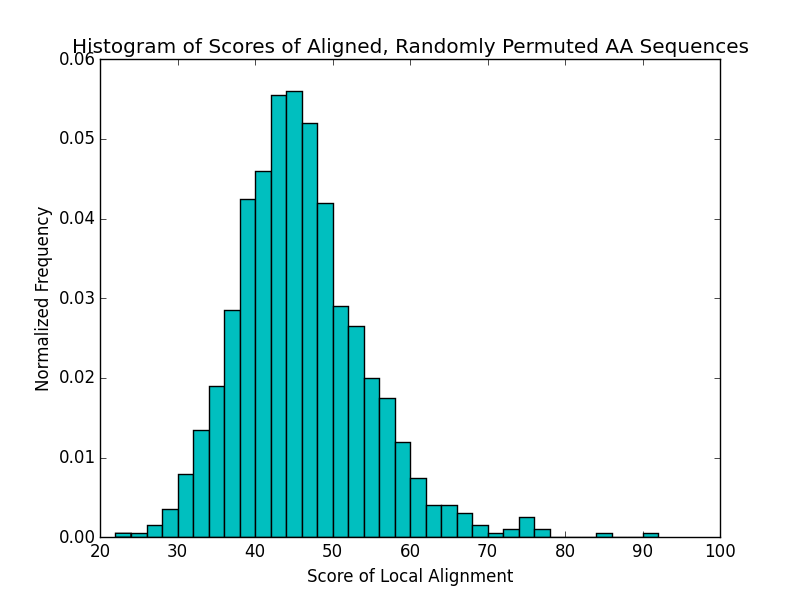 Histogram of Scores of Aligned, Randomly Permuted AA Sequences
0.06
0.05
0.04
0.03
0.02
0.01
0.00
Normalized Frequency
20 30 40 50 60 70 80 90 100
Score of Local Alignment